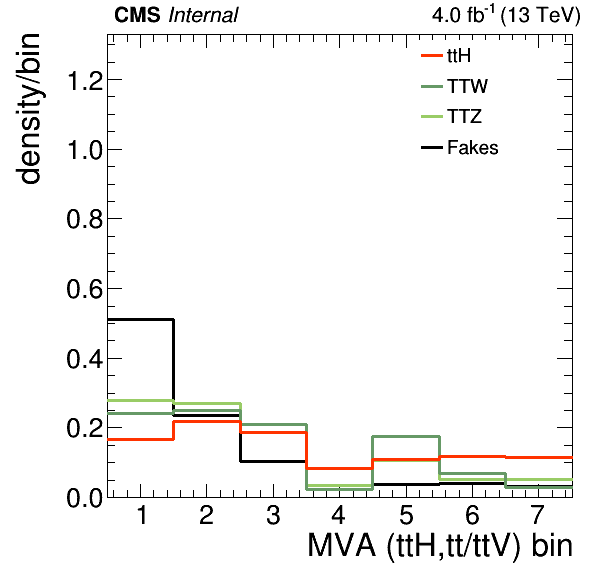 CMS Internal 4.0 fb⁻¹ (13 TeV)
density/bin
ttH
TTW
TTZ
Fakes
1.2
1.0
0.8
0.6
0.4
0.2
0.0
1 2 3 4 5 6 7
MVA (ttH,tt/ttV) bin